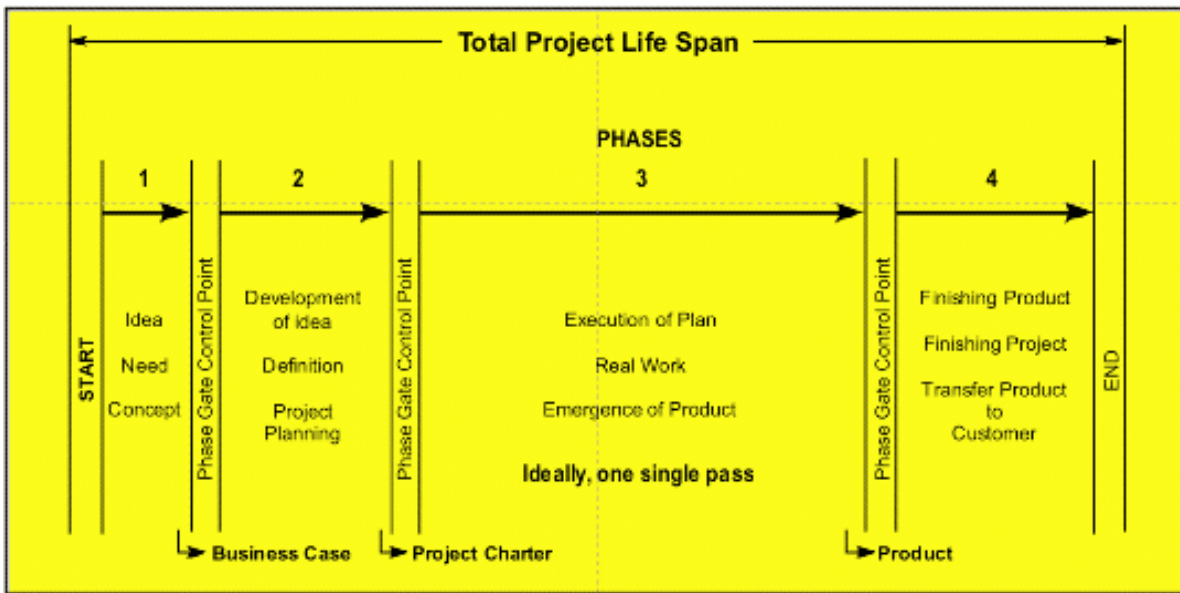 Total Project Life Span
PHASES
1
2
3
4
START
Idea
Need
Concept
Phase Gate Control Point
Development
of idea
Definition
Project
Planning
Phase Gate Control Point
Execution of Plan
Real Work
Emergence of Product
Ideally, one single pass
Phase Gate Control Point
Finishing Product
Finishing Project
Transfer Product
to
Customer
END
Business Case
Project Charter
Product